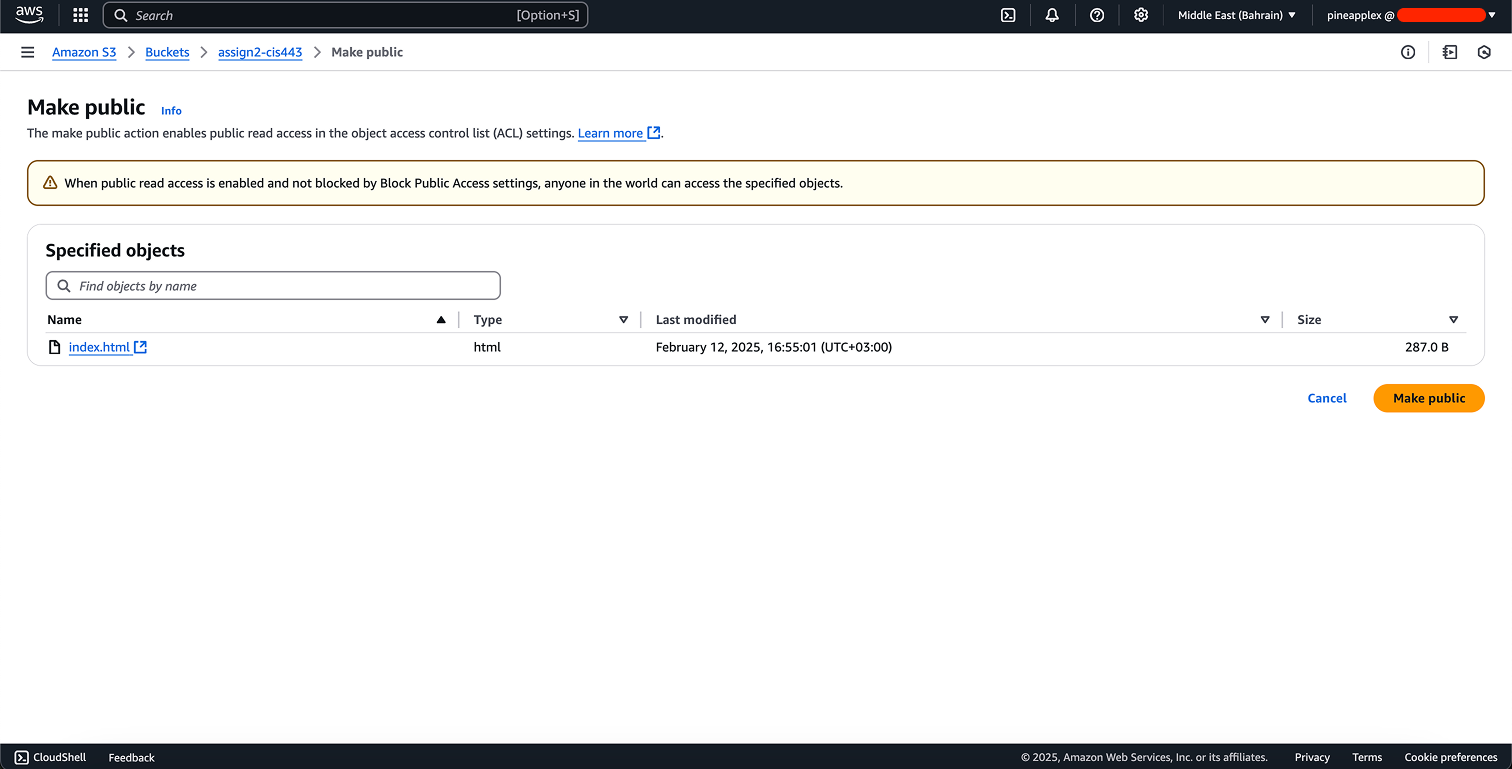 aws Search [Option+S] Middle East (Bahrain) pineapplex @
Amazon S3 Buckets assign2-cis443 Make public
Make public Info
The make public action enables public read access in the object access control list (ACL) settings. Learn more.
When public read access is enabled and not blocked by Block Public Access settings, anyone in the world can access the specified objects.
Specified objects
Find objects by name
Name Type Last modified Size
index.html html February 12, 2025, 16:55:01 (UTC+03:00) 287.0 B
Cancel Make public
CloudShell Feedback © 2025, Amazon Web Services, Inc. or its affiliates. Privacy Terms Cookie preferences